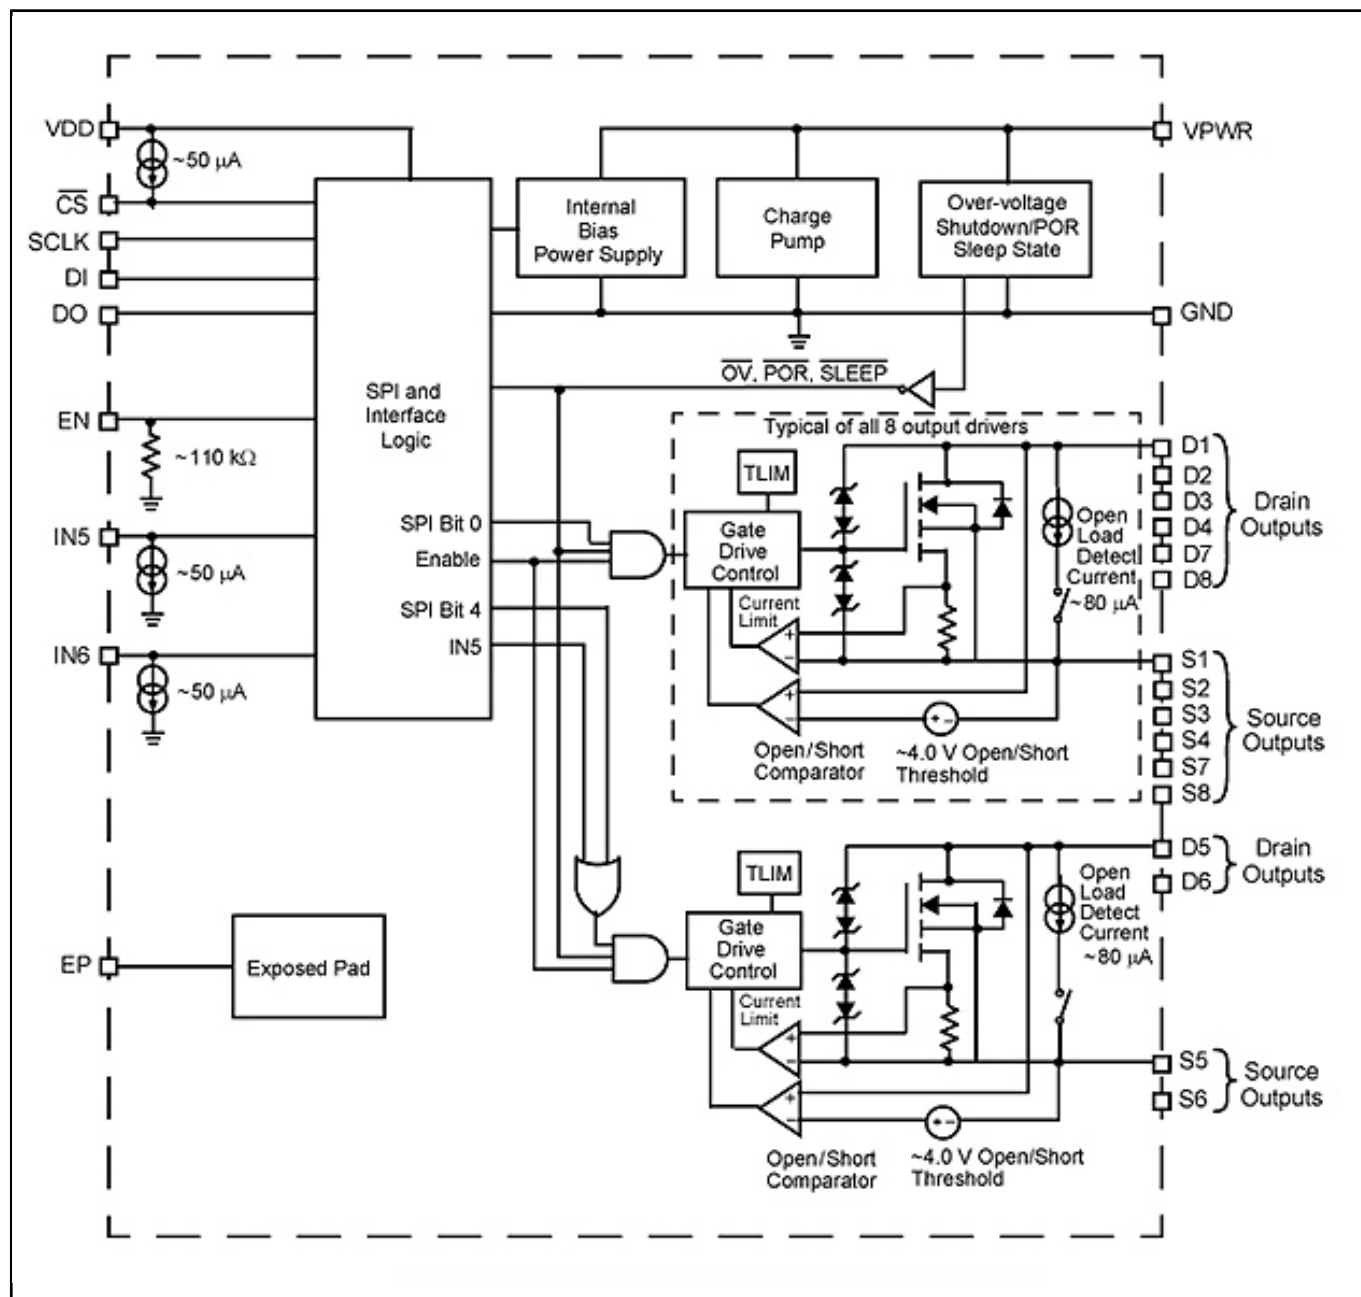 VDD
~50 µA
CS
SCLK
DI
DO
EN
~110 kΩ
IN5
~50 µA
IN6
~50 µA
EP
Exposed Pad
SPI and
Interface
Logic
SPI Bit 0
Enable
SPI Bit 4
IN5
Internal
Bias
Power Supply
Charge
Pump
Over-voltage
Shutdown/POR
Sleep State
VPWR
GND
OV, POR, SLEEP
Typical of all 8 output drivers
TLIM
Gate
Drive
Control
Current
Limit
+
–
+
–
Open/Short
Comparator
+ –
~4.0 V Open/Short
Threshold
Open
Load
Detect
Current
~80 µA
D1
D2
D3
D4
D7
D8
Drain
Outputs
S1
S2
S3
S4
S7
S8
Source
Outputs
TLIM
Gate
Drive
Control
Current
Limit
+
–
+
–
Open/Short
Comparator
+ –
~4.0 V Open/Short
Threshold
Open
Load
Detect
Current
~80 µA
D5
D6
Drain
Outputs
S5
S6
Source
Outputs